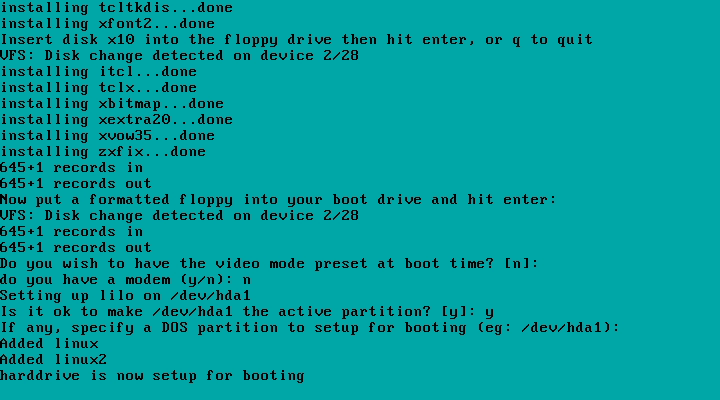 installing tcltkdis...done
installing xfont2...done
Insert disk x10 into the floppy drive then hit enter, or q to quit
VFS: Disk change detected on device 2/28
installing itcl...done
installing tclx...done
installing xbitmap...done
installing xextra20...done
installing xvow35...done
installing zxfix...done
645+1 records in
645+1 records out
Now put a formatted floppy into your boot drive and hit enter:
VFS: Disk change detected on device 2/28
645+1 records in
645+1 records out
Do you wish to have the video mode preset at boot time? [n]:
do you have a modem (y/n): n
Setting up lilo on /dev/hda1
Is it ok to make /dev/hda1 the active partition? [y]: y
If any, specify a DOS partition to setup for booting (eg: /dev/hda1):
Added linux
Added linux2
harddrive is now setup for booting